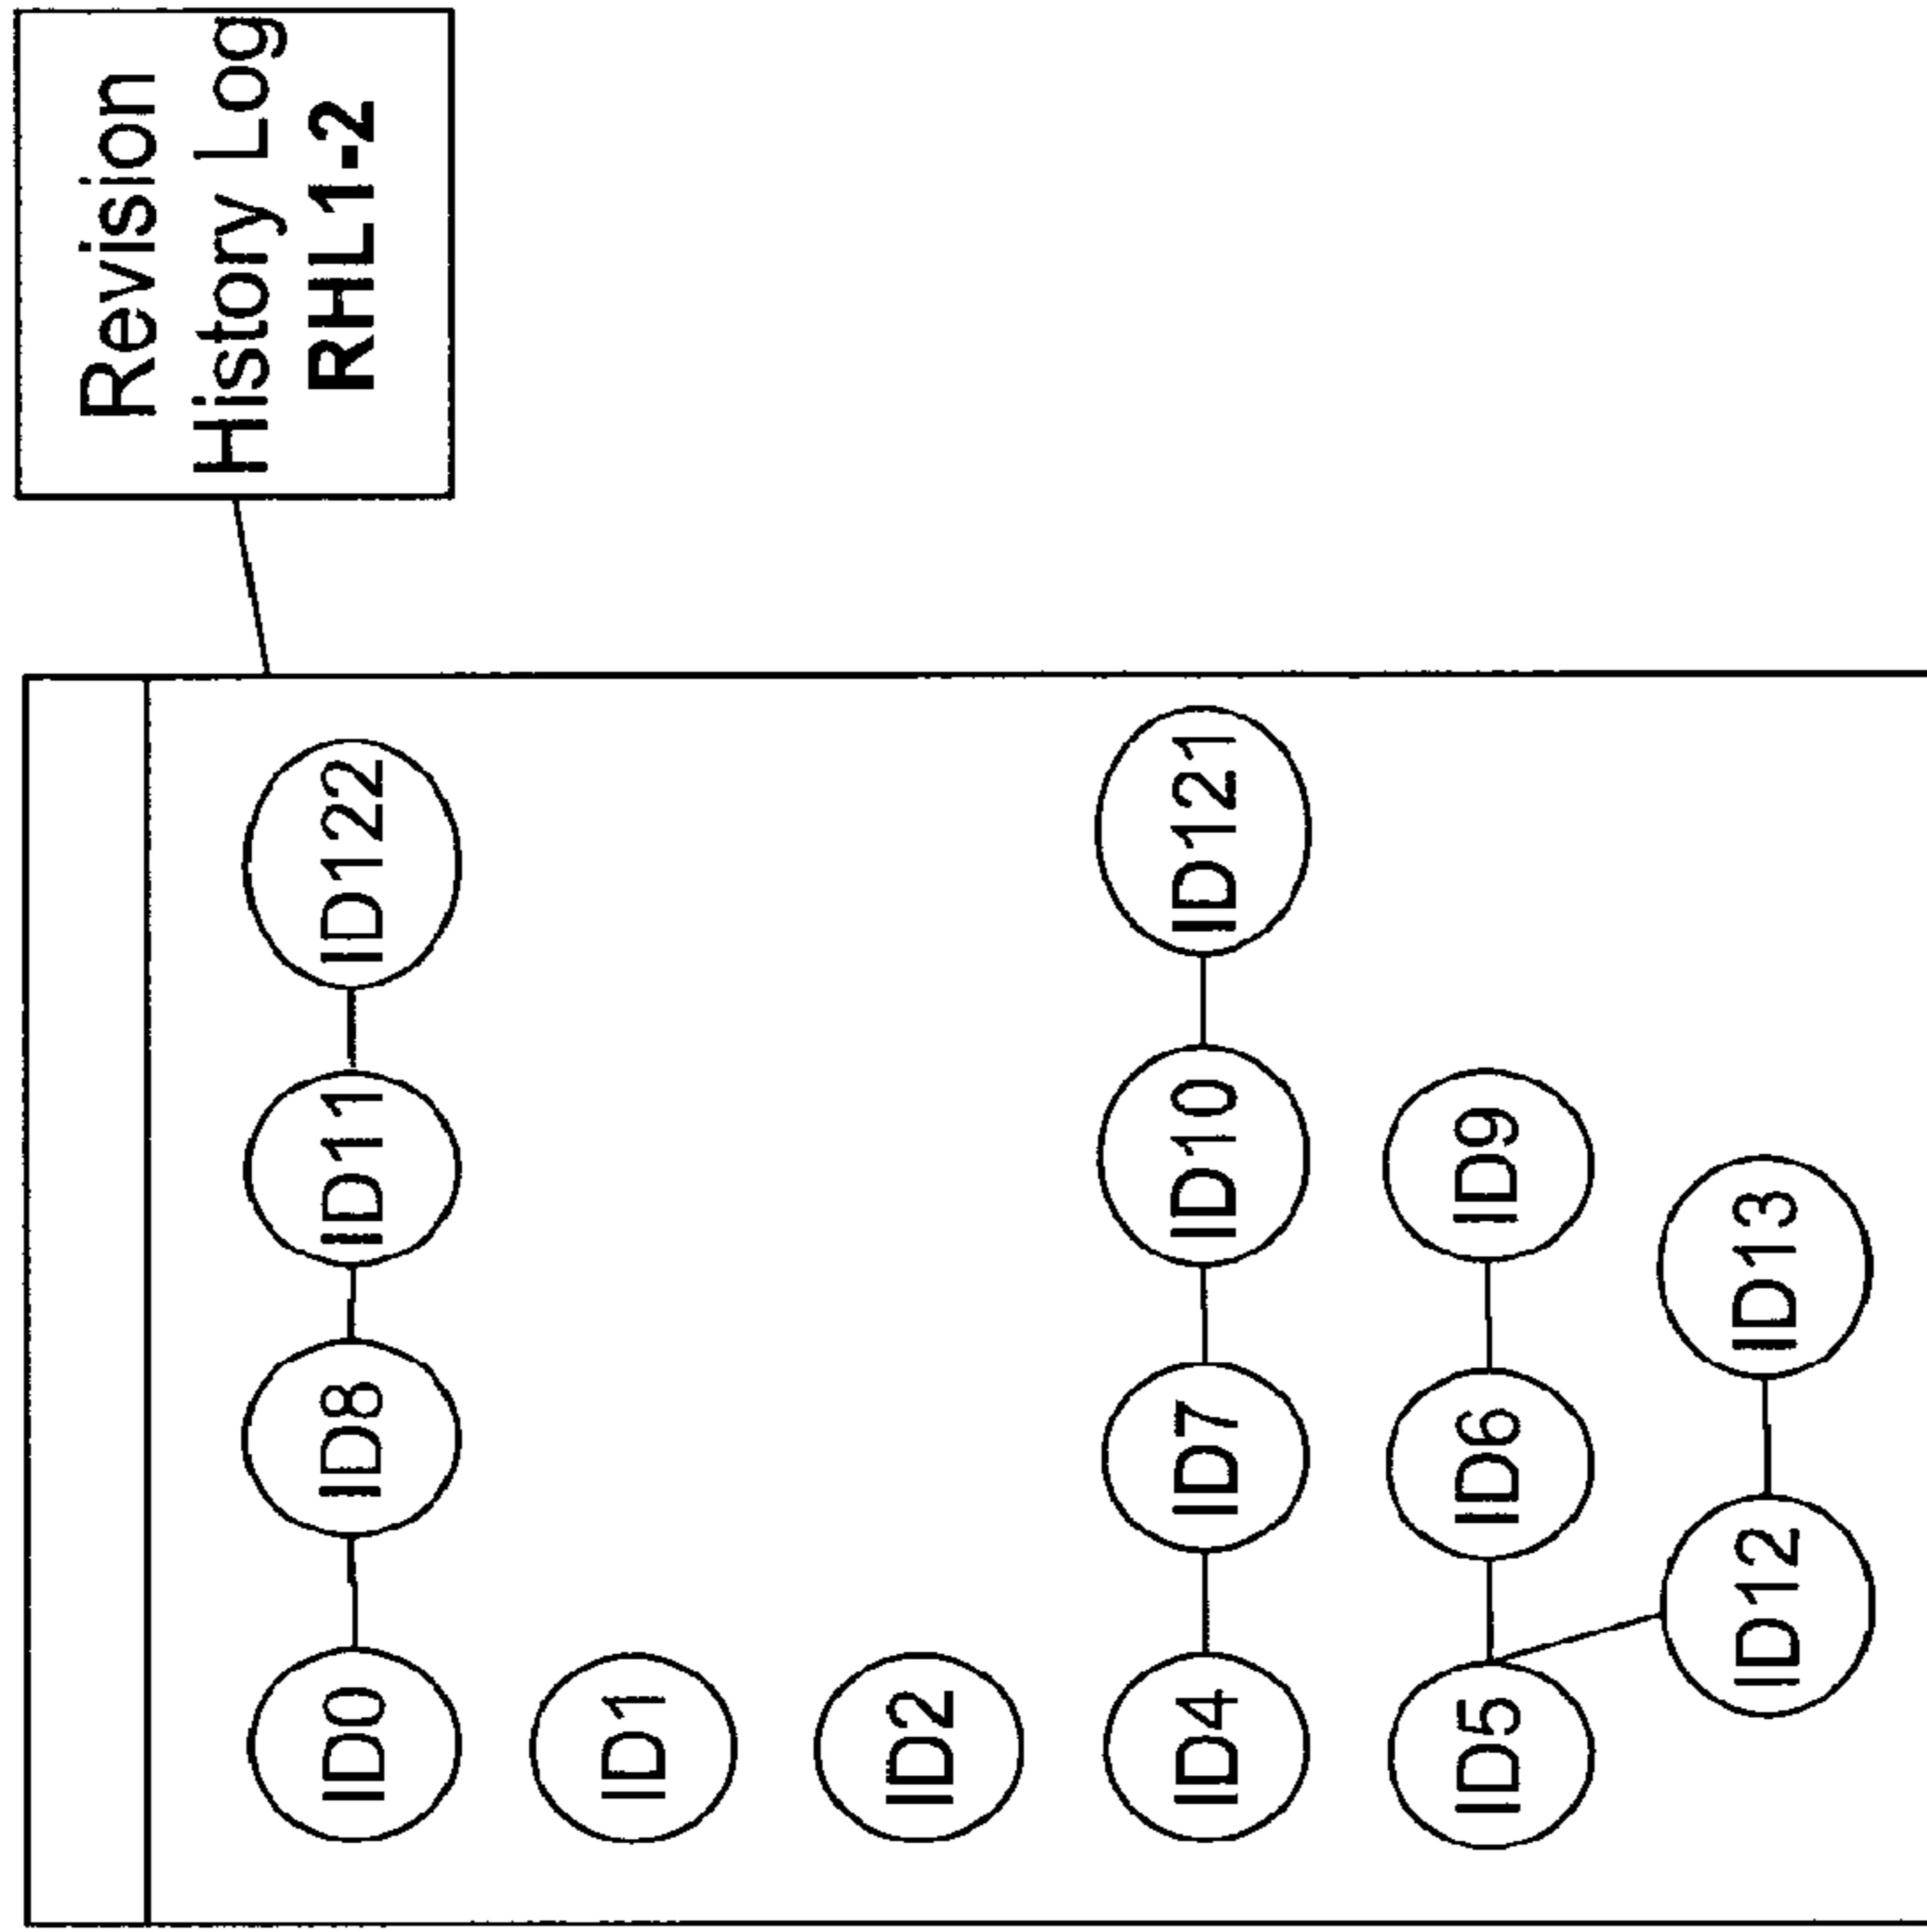 Revision
History Log
RHL1-2
ID0
ID8
ID11
ID122
ID1
ID2
ID4
ID7
ID10
ID121
ID5
ID6
ID9
ID12
ID13